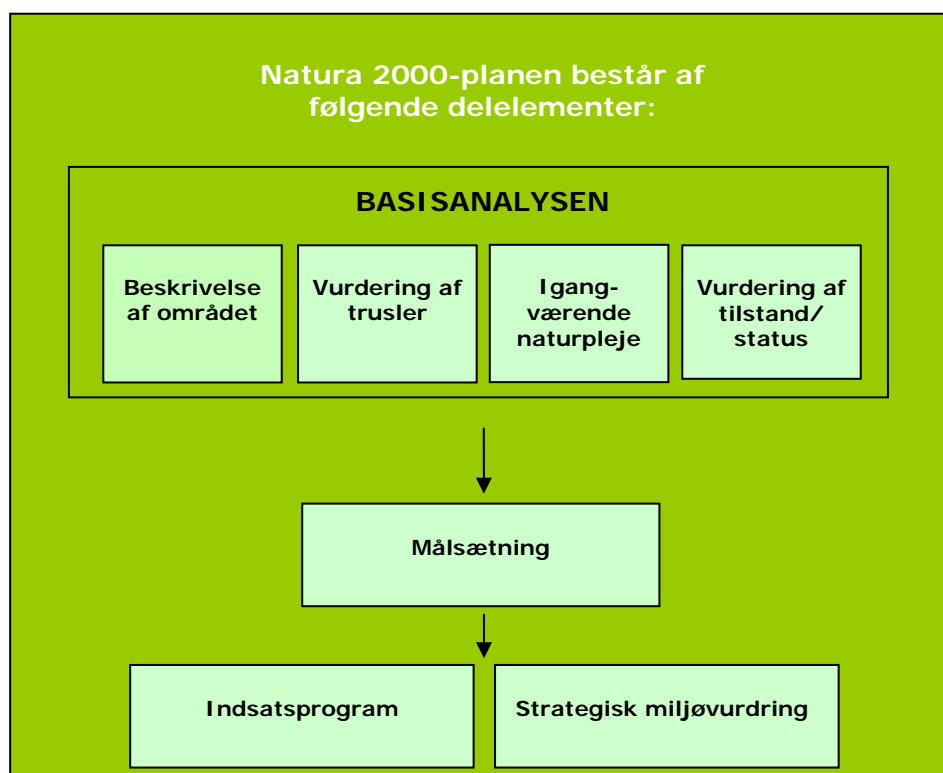 Natura 2000-planen består af
følgende delelementer:
BASISANALYSEN
Beskrivelse
af området
Vurdering af
trusler
Igang-
værende
naturpleje
Vurdering af
tilstand/
status
Målsætning
Indsatsprogram
Strategisk miljøvurdring